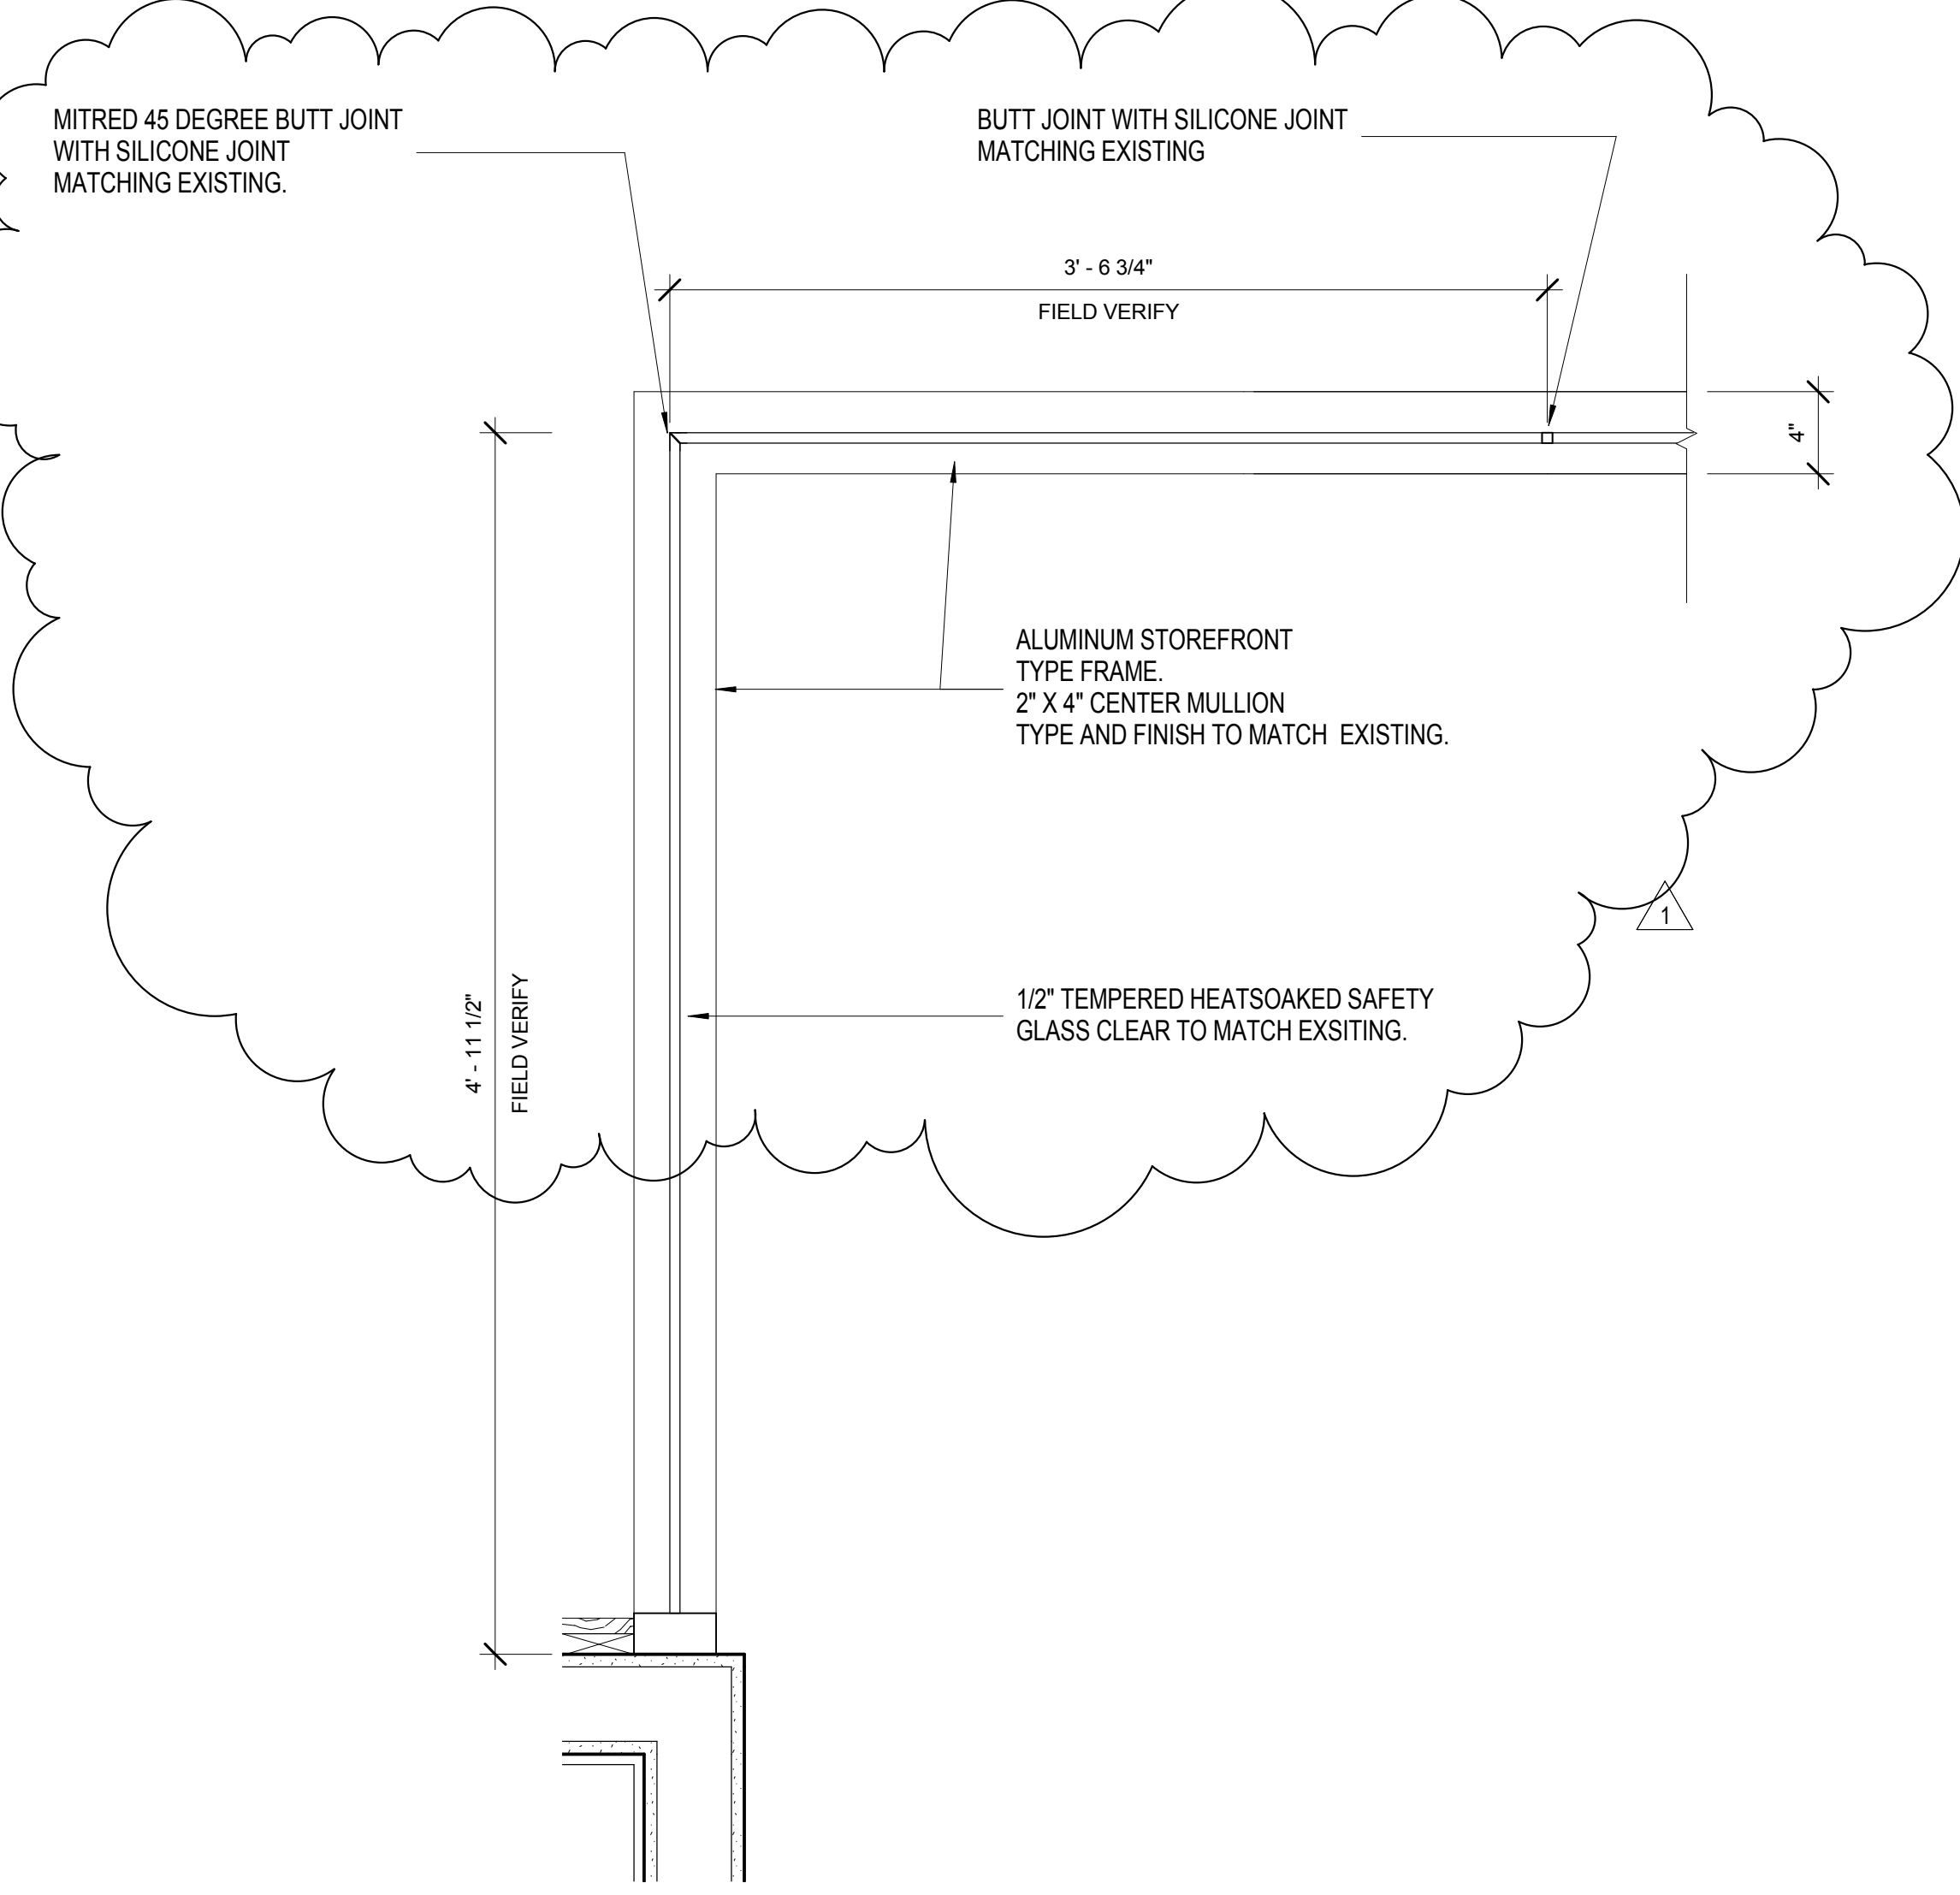 MITRED 45 DEGREE BUTT JOINT
WITH SILICONE JOINT
MATCHING EXISTING.
BUTT JOINT WITH SILICONE JOINT
MATCHING EXISTING
3' - 6 3/4"
FIELD VERIFY
4"
ALUMINUM STOREFRONT
TYPE FRAME.
2" X 4" CENTER MULLION
TYPE AND FINISH TO MATCH  EXISTING.
1
4' - 11 1/2"
FIELD VERIFY
1/2" TEMPERED HEATSOAKED SAFETY
GLASS CLEAR TO MATCH EXSITING.